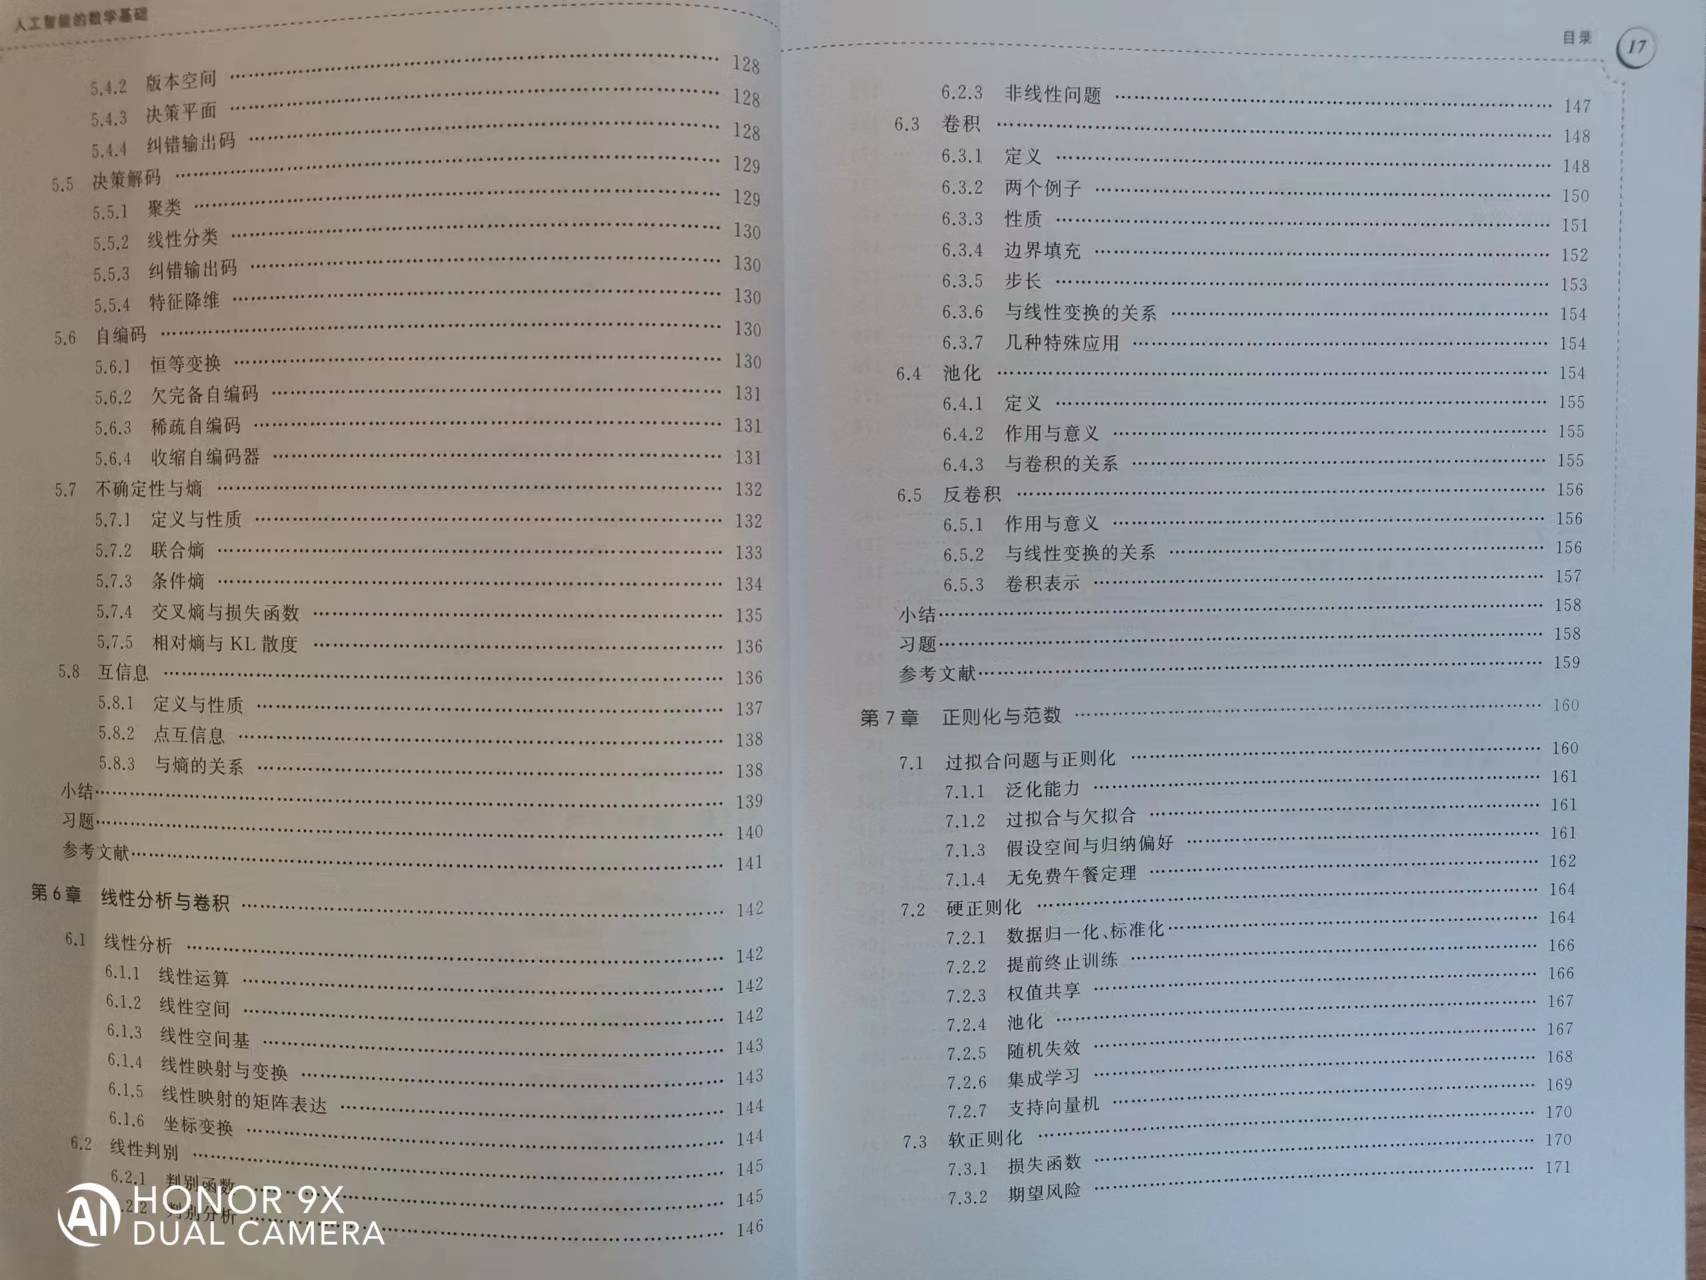 人工智能的数学基础
5.4.2 版本空间 …… 128
5.4.3 决策平面 …… 128
5.4.4 纠错输出码 …… 128
5.5 决策解码 …… 129
5.5.1 聚类 …… 129
5.5.2 线性分类 …… 130
5.5.3 纠错输出码 …… 130
5.5.4 特征降维 …… 130
5.6 自编码 …… 130
5.6.1 恒等变换 …… 130
5.6.2 欠完备自编码 …… 131
5.6.3 稀疏自编码 …… 131
5.6.4 收缩自编码器 …… 131
5.7 不确定性与熵 …… 132
5.7.1 定义与性质 …… 132
5.7.2 联合熵 …… 133
5.7.3 条件熵 …… 134
5.7.4 交叉熵与损失函数 …… 135
5.7.5 相对熵与 KL 散度 …… 136
5.8 互信息 …… 136
5.8.1 定义与性质 …… 137
5.8.2 点互信息 …… 138
5.8.3 与熵的关系 …… 138
小结 …… 139
习题 …… 140
参考文献 …… 141
第 6 章 线性分析与卷积 …… 142
6.1 线性分析 …… 142
6.1.1 线性运算 …… 142
6.1.2 线性空间 …… 142
6.1.3 线性空间基 …… 143
6.1.4 线性映射与变换 …… 143
6.1.5 线性映射的矩阵表达 …… 144
6.1.6 坐标变换 …… 144
6.2 线性判别 …… 145
6.2.1 判别函数 …… 145
6.2.2 判别分析 …… 146
HONOR 9X
DUAL CAMERA
AI
目录 17
6.2.3 非线性问题 …… 147
6.3 卷积 …… 148
6.3.1 定义 …… 148
6.3.2 两个例子 …… 150
6.3.3 性质 …… 151
6.3.4 边界填充 …… 152
6.3.5 步长 …… 153
6.3.6 与线性变换的关系 …… 154
6.3.7 几种特殊应用 …… 154
6.4 池化 …… 154
6.4.1 定义 …… 155
6.4.2 作用与意义 …… 155
6.4.3 与卷积的关系 …… 155
6.5 反卷积 …… 156
6.5.1 作用与意义 …… 156
6.5.2 与线性变换的关系 …… 156
6.5.3 卷积表示 …… 157
小结 …… 158
习题 …… 158
参考文献 …… 159
第 7 章 正则化与范数 …… 160
7.1 过拟合问题与正则化 …… 160
7.1.1 泛化能力 …… 161
7.1.2 过拟合与欠拟合 …… 161
7.1.3 假设空间与归纳偏好 …… 161
7.1.4 无免费午餐定理 …… 162
7.2 硬正则化 …… 164
7.2.1 数据归一化、标准化 …… 164
7.2.2 提前终止训练 …… 166
7.2.3 权值共享 …… 166
7.2.4 池化 …… 167
7.2.5 随机失效 …… 167
7.2.6 集成学习 …… 168
7.2.7 支持向量机 …… 169
7.3 软正则化 …… 170
7.3.1 损失函数 …… 170
7.3.2 期望风险 …… 171